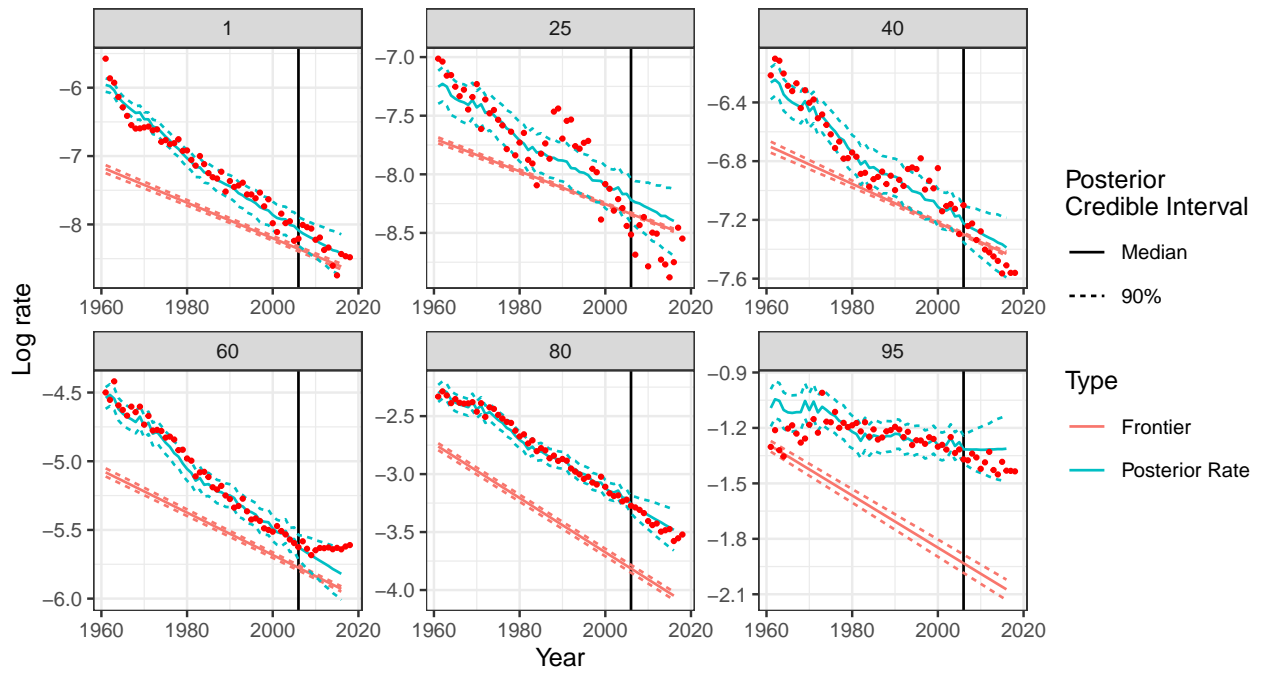 1
25
40
−6
−7
−8
−7.0
−7.5
−8.0
−8.5
−6.4
−6.8
−7.2
−7.6
1960 1980 2000 2020
1960 1980 2000 2020
1960 1980 2000 2020
60
80
95
−4.5
−5.0
−5.5
−6.0
−2.5
−3.0
−3.5
−4.0
−0.9
−1.2
−1.5
−1.8
−2.1
1960 1980 2000 2020
1960 1980 2000 2020
1960 1980 2000 2020
Log rate
Year
Posterior
Credible Interval
Median
90%
Type
Frontier
Posterior Rate